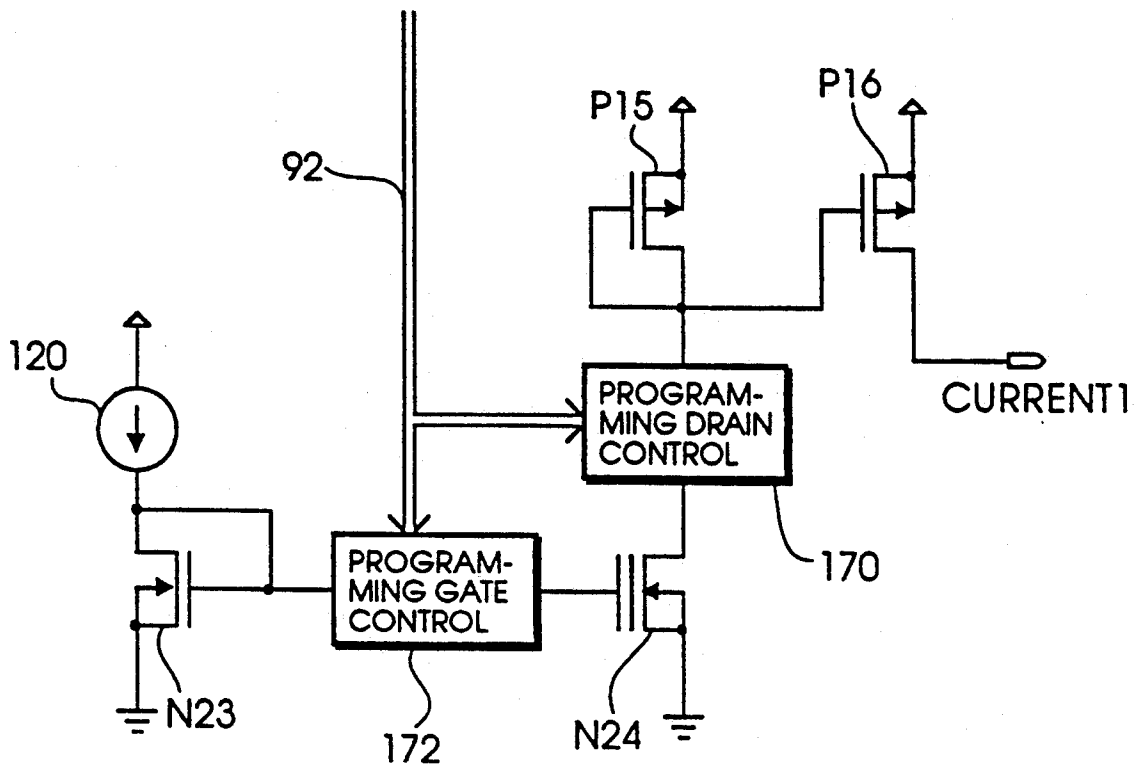 P16
P15
92
120
PROGRAM-
MING DRAIN
CONTROL
CURRENT1
PROGRAM-
MING GATE
CONTROL
170
N23
172
N24